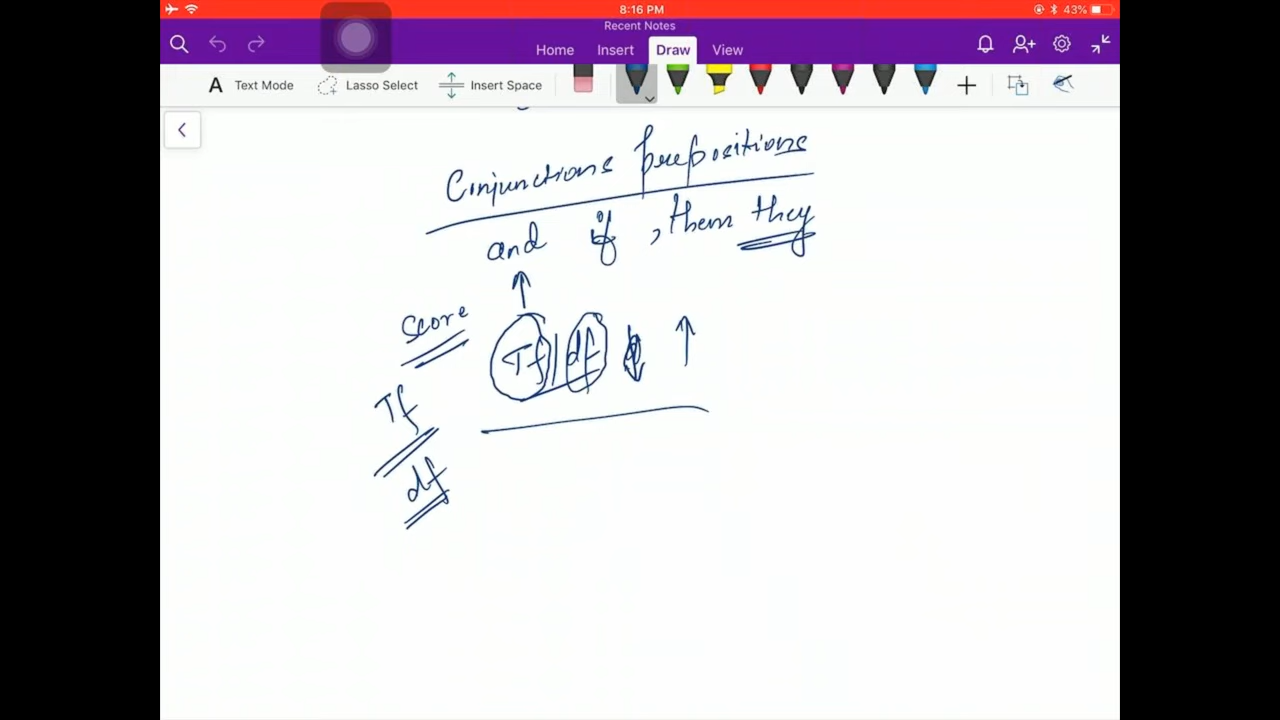 8:16 PM
43%
Recent Notes
Home Insert Draw View
A Text Mode Lasso Select Insert Space
Conjunctions prepositions
and if , them they
score
Tf | df
Tf
df